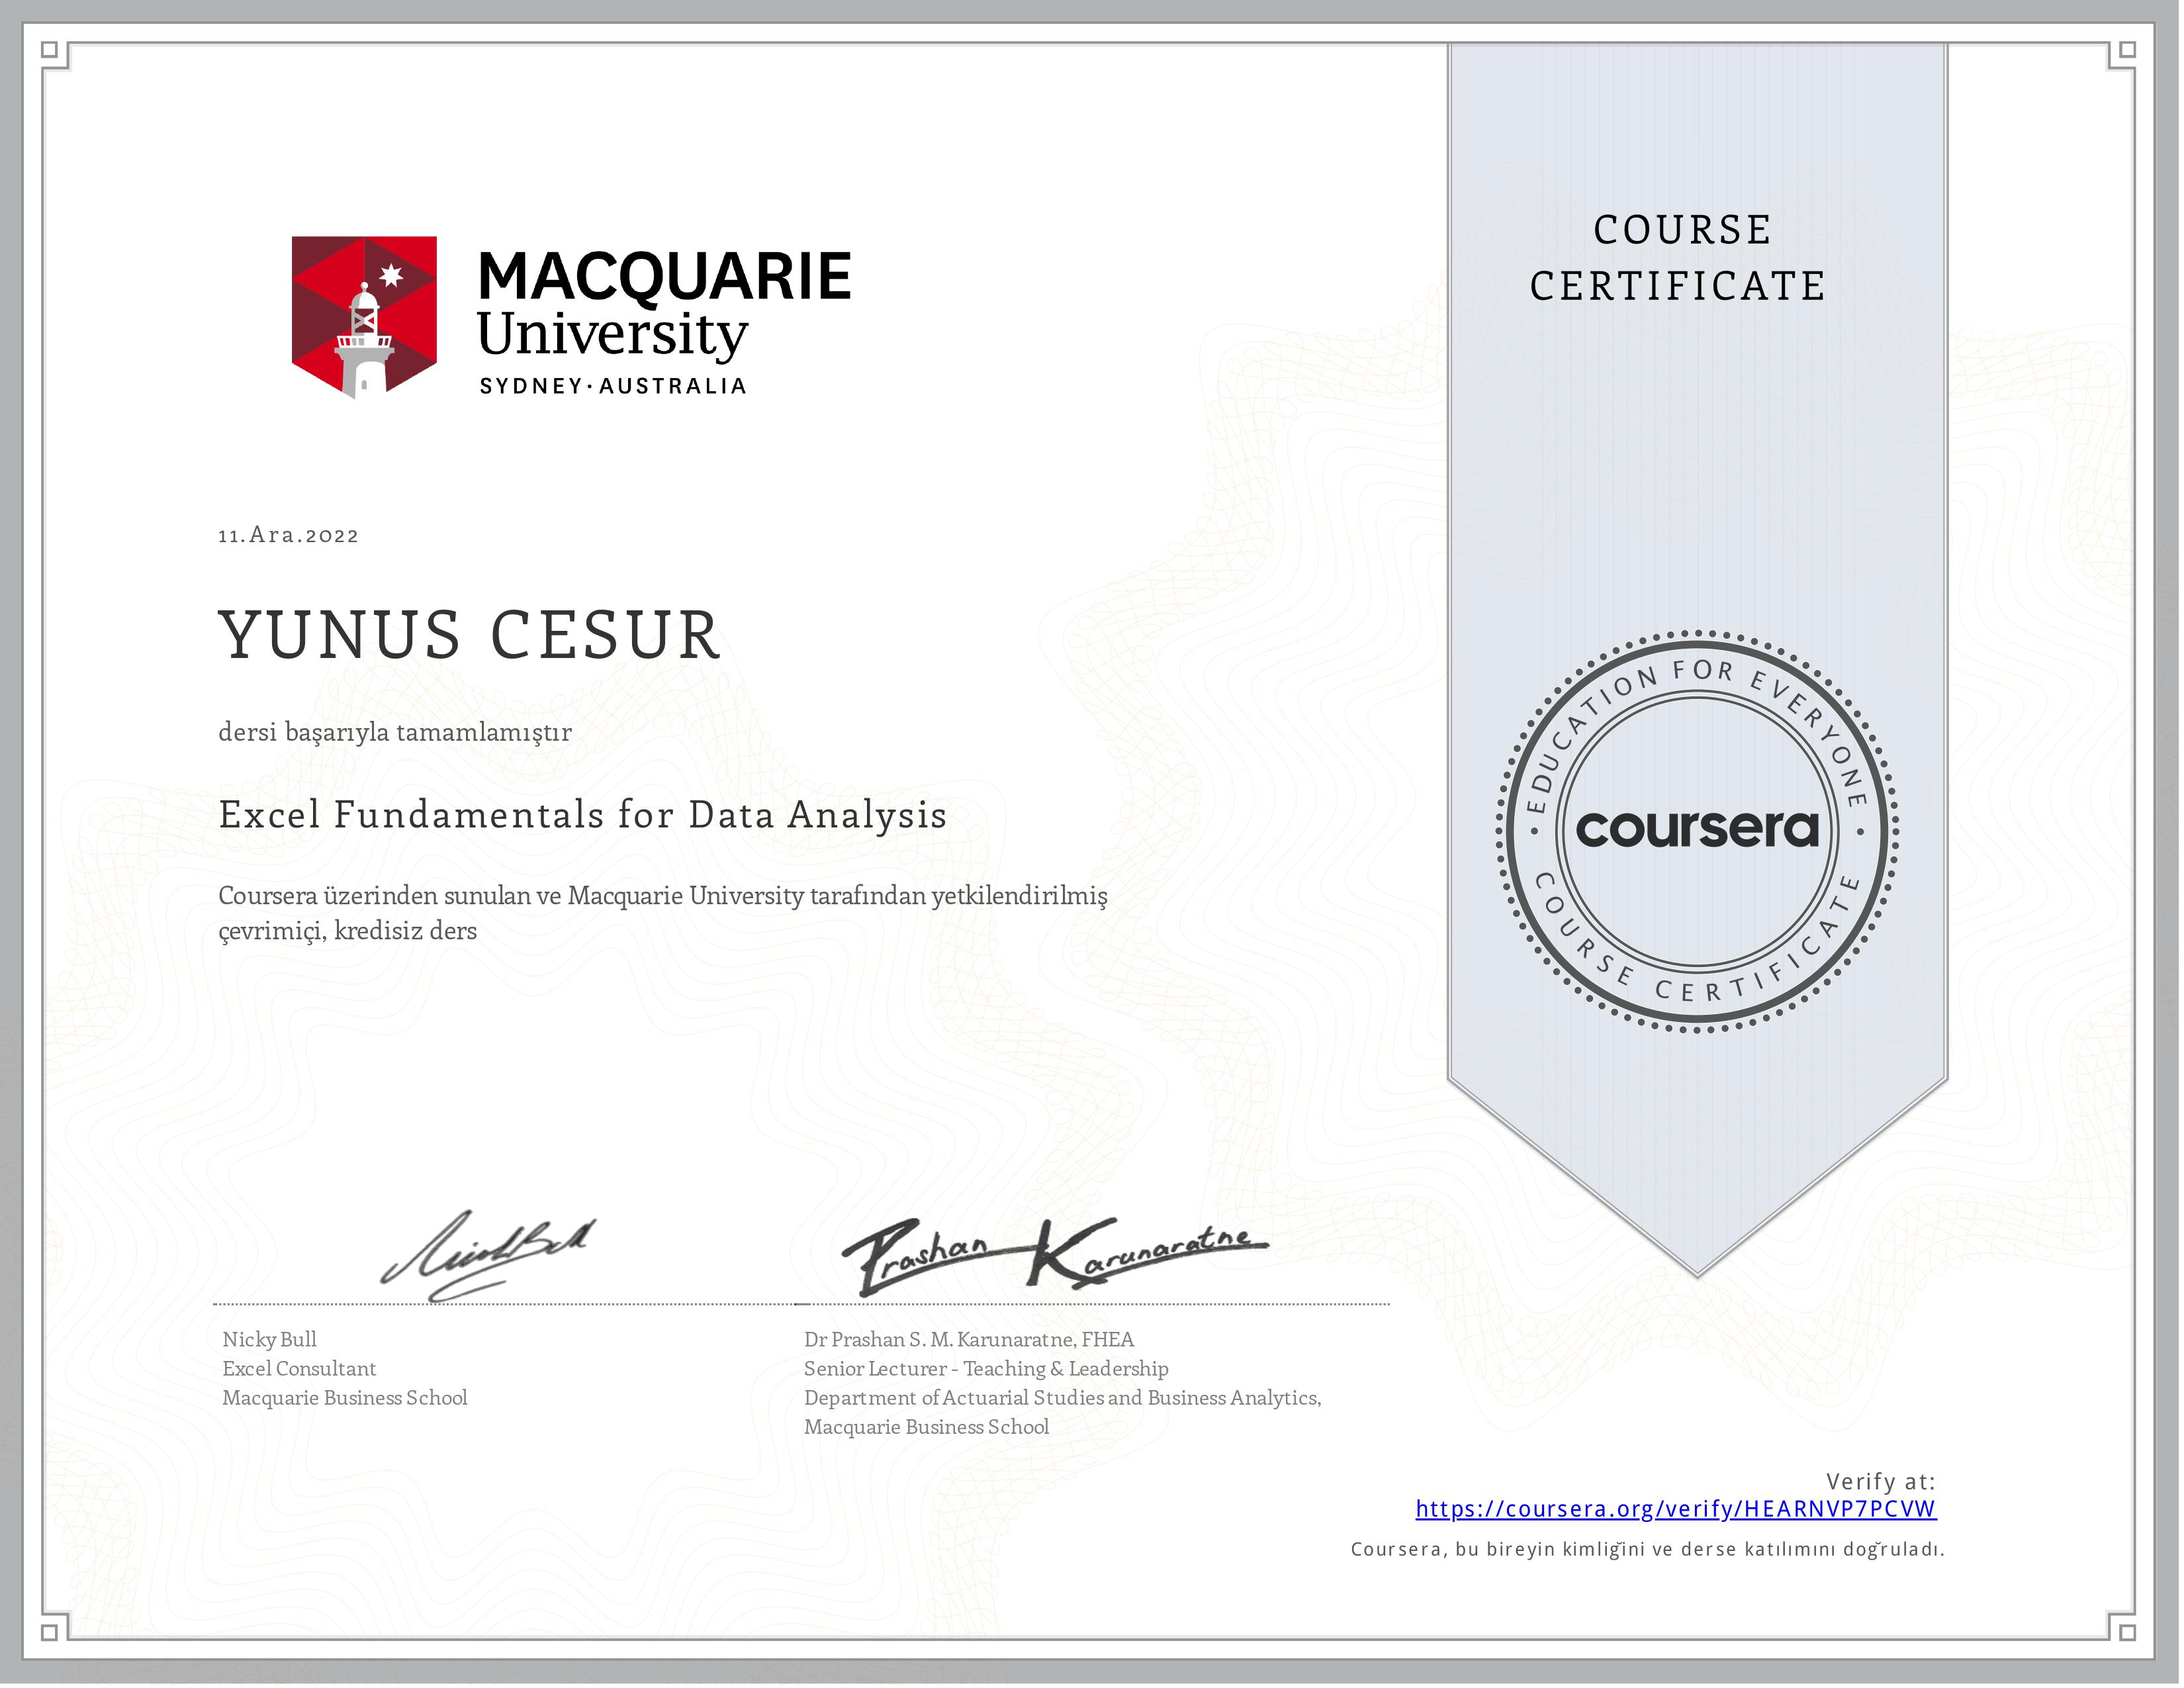 MACQUARIE
University
SYDNEY·AUSTRALIA
COURSE
CERTIFICATE
11.Ara.2022
YUNUS CESUR
dersi başarıyla tamamlamıştır
Excel Fundamentals for Data Analysis
Coursera üzerinden sunulan ve Macquarie University tarafından yetkilendirilmiş
çevrimiçi, kredisiz ders
EDUCATION FOR EVERYONE
coursera
COURSE CERTIFICATE
Nicky Bull
Prashan Karunaratne
Nicky Bull
Excel Consultant
Macquarie Business School
Dr Prashan S. M. Karunaratne, FHEA
Senior Lecturer - Teaching & Leadership
Department of Actuarial Studies and Business Analytics,
Macquarie Business School
Verify at:
https://coursera.org/verify/HEARNVP7PCVW
Coursera, bu bireyin kimliğini ve derse katılımını doğruladı.